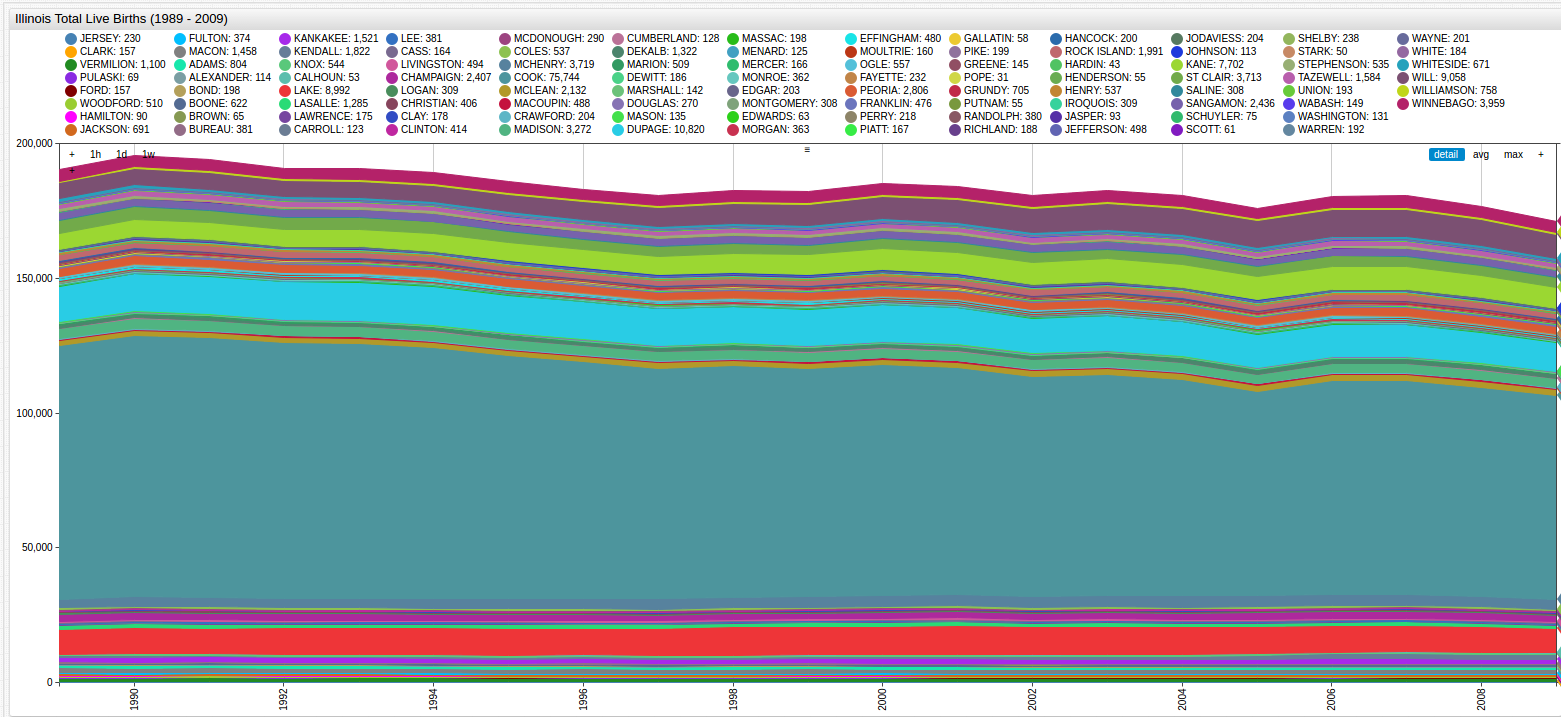 Illinois Total Live Births (1989 - 2009)
JERSEY: 230 FULTON: 374 KANKAKEE: 1,521 LEE: 381 MCDONOUGH: 290 CUMBERLAND: 128 MASSAC: 198 EFFINGHAM: 480 GALLATIN: 58 HANCOCK: 200 JODAVIESS: 204 SHELBY: 238 WAYNE: 201
CLARK: 157 MACON: 1,458 KENDALL: 1,822 CASS: 164 COLES: 537 DEKALB: 1,322 MENARD: 125 MOULTRIE: 160 PIKE: 199 ROCK ISLAND: 1,991 JOHNSON: 113 STARK: 50 WHITE: 184
VERMILION: 1,100 ADAMS: 804 KNOX: 544 LIVINGSTON: 494 MCHENRY: 3,719 MARION: 509 MERCER: 166 OGLE: 557 GREENE: 145 HARDIN: 43 KANE: 7,702 STEPHENSON: 535 WHITESIDE: 671
PULASKI: 69 ALEXANDER: 114 CALHOUN: 53 CHAMPAIGN: 2,407 COOK: 75,744 DEWITT: 186 MONROE: 362 FAYETTE: 232 POPE: 31 HENDERSON: 55 ST CLAIR: 3,713 TAZEWELL: 1,584 WILL: 9,058
FORD: 157 BOND: 198 LAKE: 8,992 LOGAN: 309 MCLEAN: 2,132 MARSHALL: 142 EDGAR: 203 PEORIA: 2,806 GRUNDY: 705 HENRY: 537 SALINE: 308 UNION: 193 WILLIAMSON: 758
WOODFORD: 510 BOONE: 622 LASALLE: 1,285 CHRISTIAN: 406 MACOUPIN: 488 DOUGLAS: 270 MONTGOMERY: 308 FRANKLIN: 476 PUTNAM: 55 IROQUOIS: 309 SANGAMON: 2,436 WABASH: 149 WINNEBAGO: 3,959
HAMILTON: 90 BROWN: 65 LAWRENCE: 175 CLAY: 178 CRAWFORD: 204 MASON: 135 EDWARDS: 63 PERRY: 218 RANDOLPH: 380 JASPER: 93 SCHUYLER: 75 WASHINGTON: 131
JACKSON: 691 BUREAU: 381 CARROLL: 123 CLINTON: 414 MADISON: 3,272 DUPAGE: 10,820 MORGAN: 363 PIATT: 167 RICHLAND: 188 JEFFERSON: 498 SCOTT: 61 WARREN: 192
200,000
+ 1h 1d 1w = detail avg max +
+
150,000
100,000
50,000
0
1990 1992 1994 1996 1998 2000 2002 2004 2006 2008